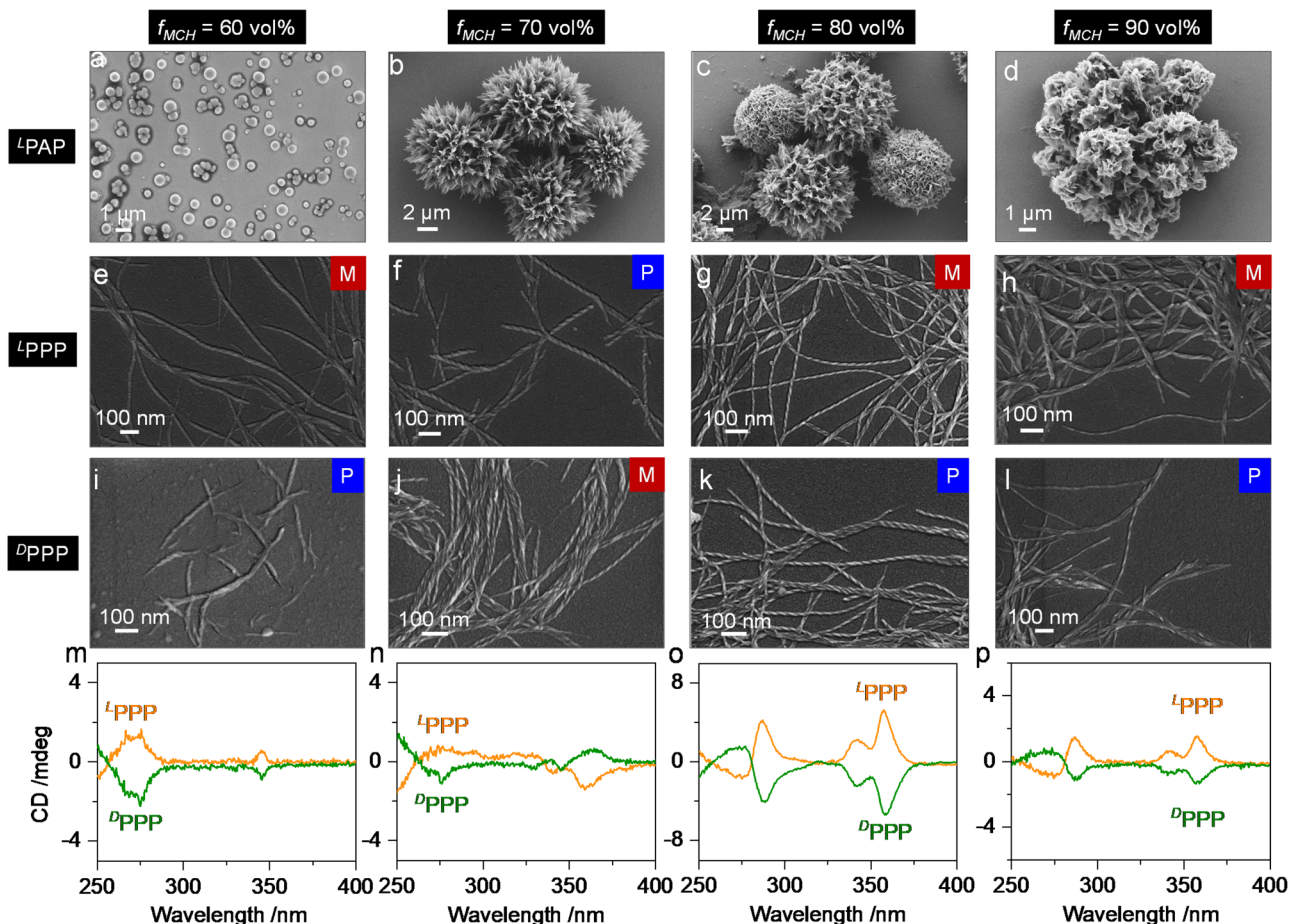 f_MCH = 60 vol%
f_MCH = 70 vol%
f_MCH = 80 vol%
f_MCH = 90 vol%
ᴸPAP
a
1 μm
b
2 μm
c
2 μm
d
1 μm
ᴸPPP
e
M
100 nm
f
P
100 nm
g
M
100 nm
h
M
100 nm
ᴰPPP
i
P
100 nm
j
M
100 nm
k
P
100 nm
l
P
100 nm
m
n
o
p
CD /mdeg
4
0
−4
ᴸPPP
ᴰPPP
250 300 350 400
Wavelength /nm
4
0
−4
ᴸPPP
ᴰPPP
250 300 350 400
Wavelength /nm
8
0
−8
ᴸPPP
ᴰPPP
250 300 350 400
Wavelength /nm
4
0
−4
ᴸPPP
ᴰPPP
250 300 350 400
Wavelength /nm